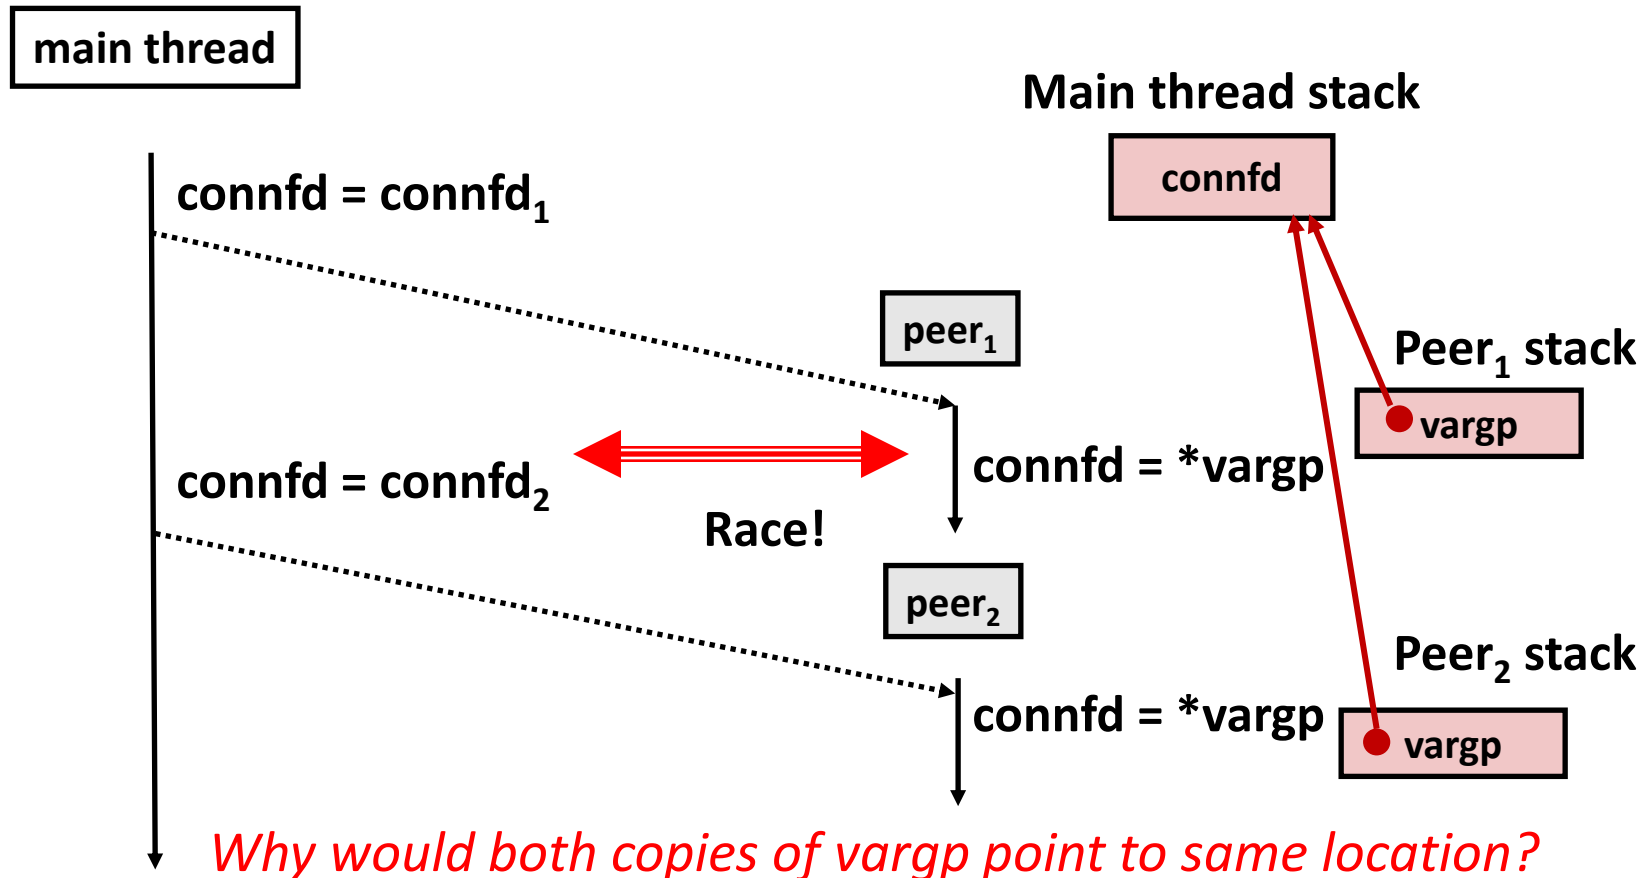 main thread
Main thread stack
connfd
connfd = connfd₁
peer₁
Peer₁ stack
vargp
connfd = *vargp
connfd = connfd₂
Race!
peer₂
Peer₂ stack
connfd = *vargp
vargp
Why would both copies of vargp point to same location?